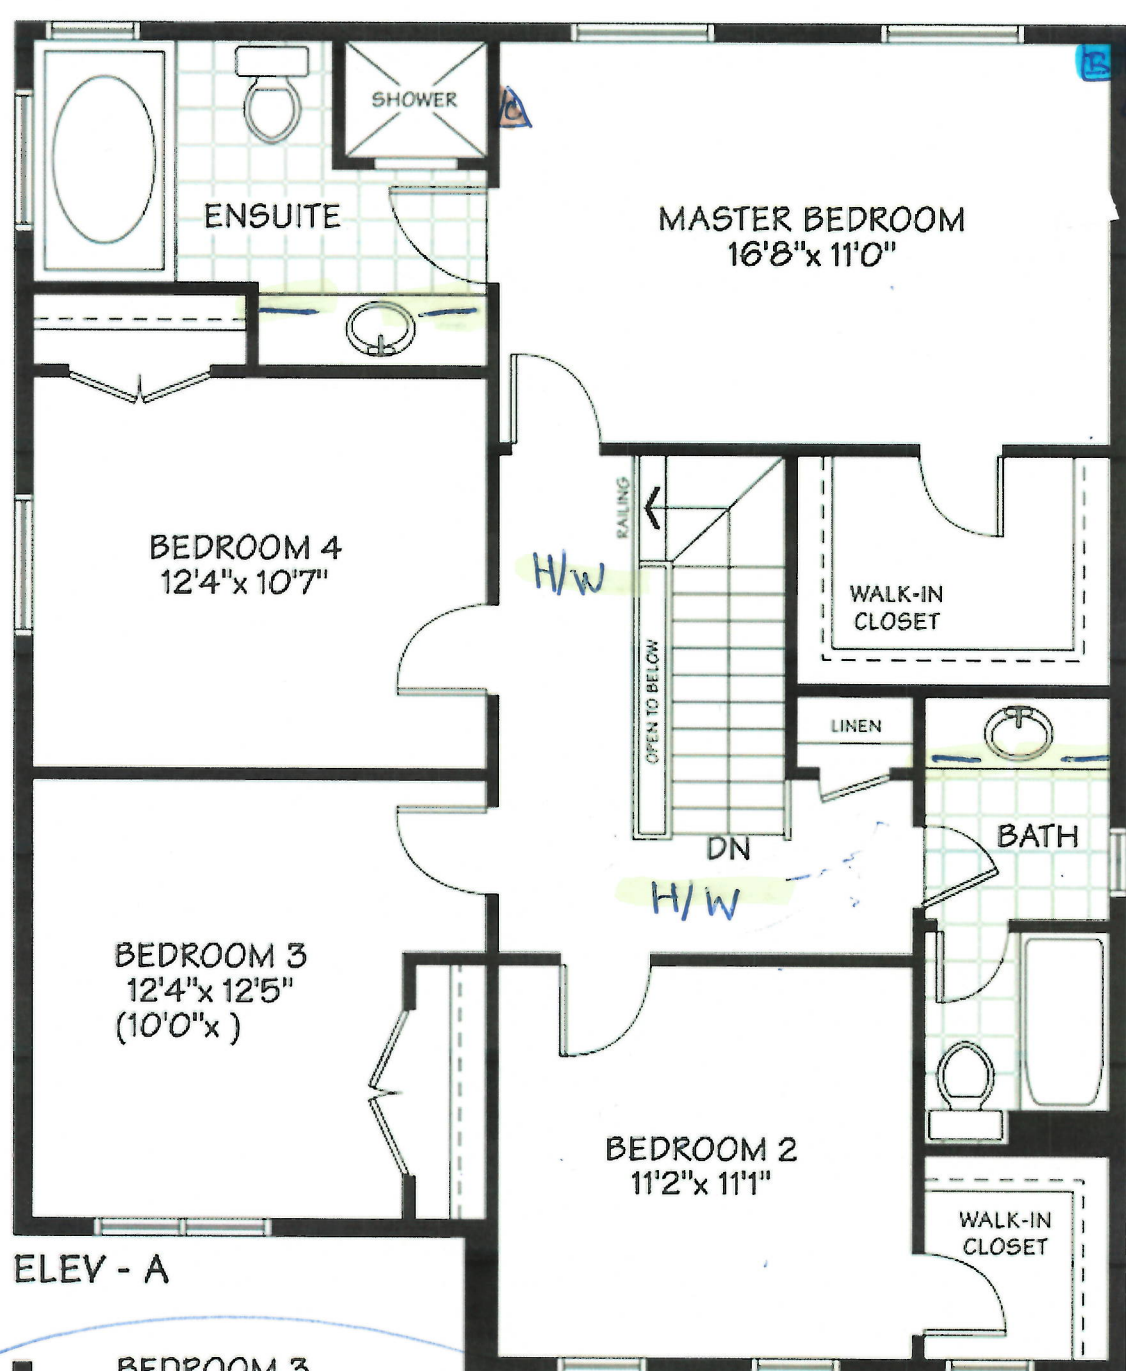 SHOWER
C
B
ENSUITE
MASTER BEDROOM
16'8"x 11'0"
RAILING
BEDROOM 4
12'4"x 10'7"
H/W
WALK-IN
CLOSET
OPEN TO BELOW
LINEN
DN
BATH
H/W
BEDROOM 3
12'4"x 12'5"
(10'0"x )
BEDROOM 2
11'2"x 11'1"
WALK-IN
CLOSET
ELEV - A
BEDROOM 3